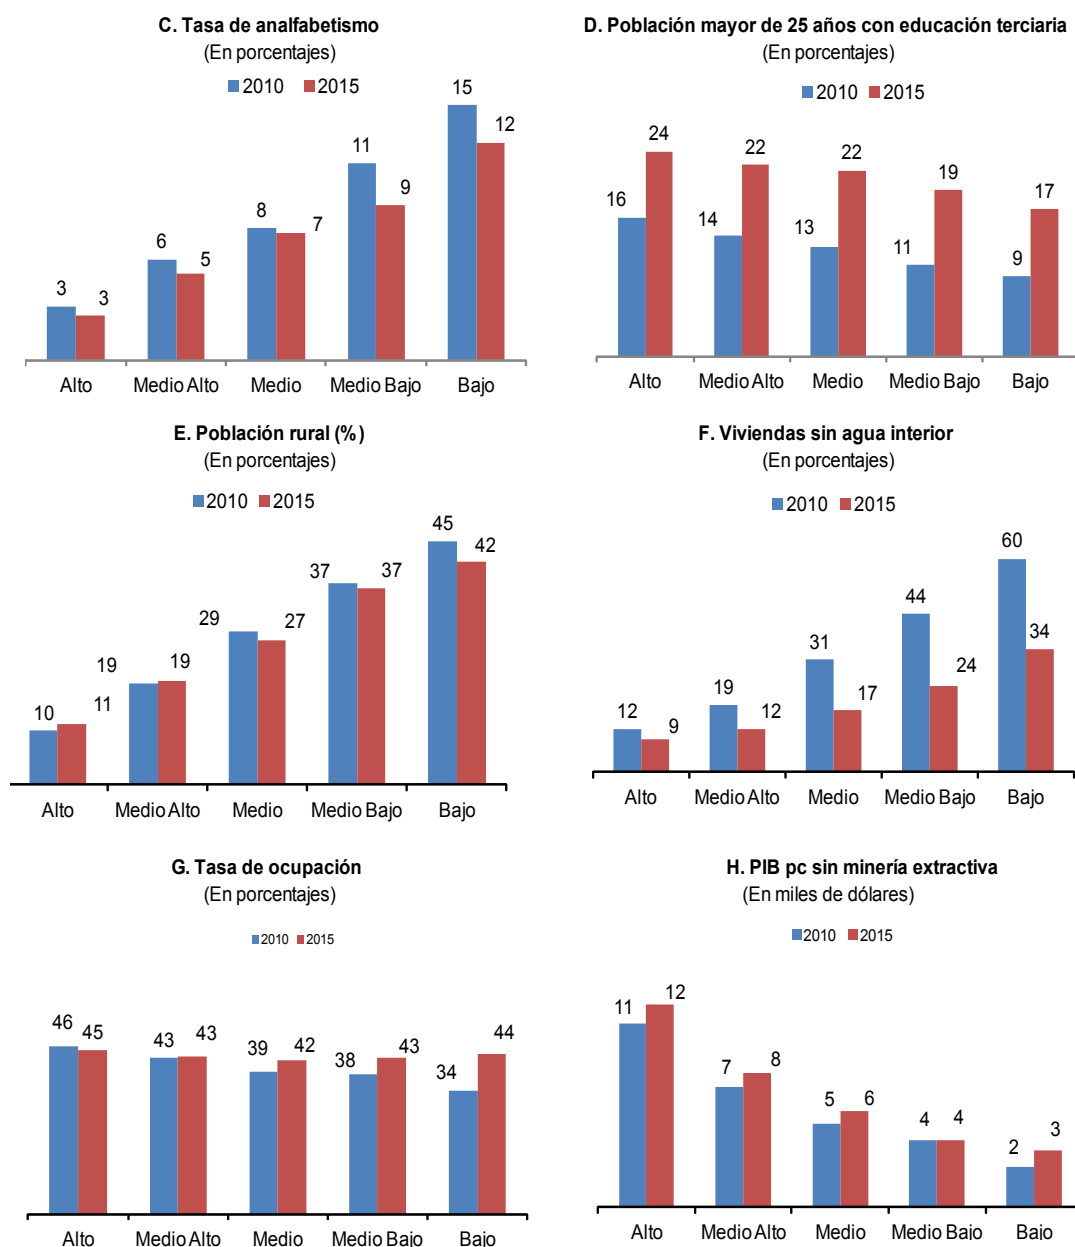 C. Tasa de analfabetismo
(En porcentajes)
2010 2015
3 3 6 5 8 7 11 9 15 12
Alto Medio Alto Medio Medio Bajo Bajo
D. Población mayor de 25 años con educación terciaria
(En porcentajes)
2010 2015
16 24 14 22 13 22 11 19 9 17
Alto Medio Alto Medio Medio Bajo Bajo
E. Población rural (%)
(En porcentajes)
2010 2015
10 11 19 19 29 27 37 37 45 42
Alto Medio Alto Medio Medio Bajo Bajo
F. Viviendas sin agua interior
(En porcentajes)
2010 2015
12 9 19 12 31 17 44 24 60 34
Alto Medio Alto Medio Medio Bajo Bajo
G. Tasa de ocupación
(En porcentajes)
2010 2015
46 45 43 43 39 42 38 43 34 44
Alto Medio Alto Medio Medio Bajo Bajo
H. PIB pc sin minería extractiva
(En miles de dólares)
2010 2015
11 12 7 8 5 6 4 4 2 3
Alto Medio Alto Medio Medio Bajo Bajo